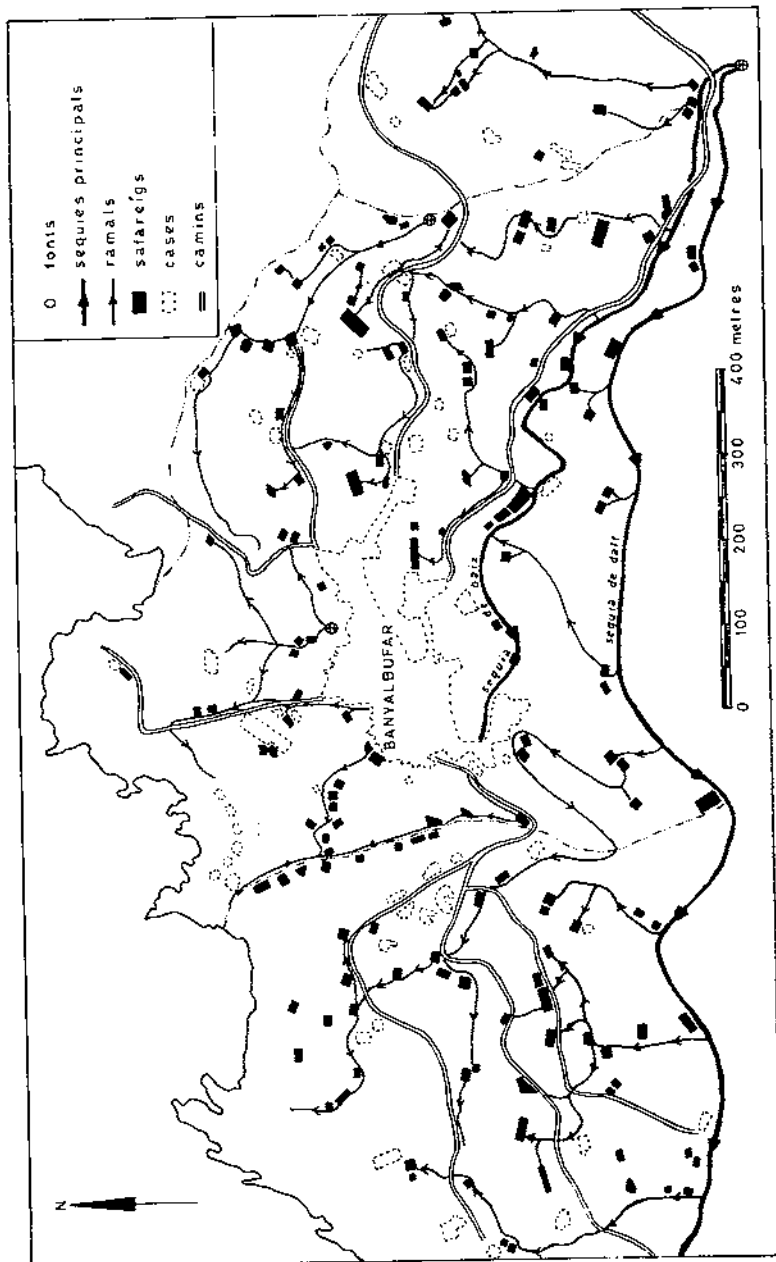 fonts
sequies principals
ramals
safareigs
cases
camins
N
BANYALBUFAR
sequia de baix
sequia de dalt
0 100 200 300 400 metres